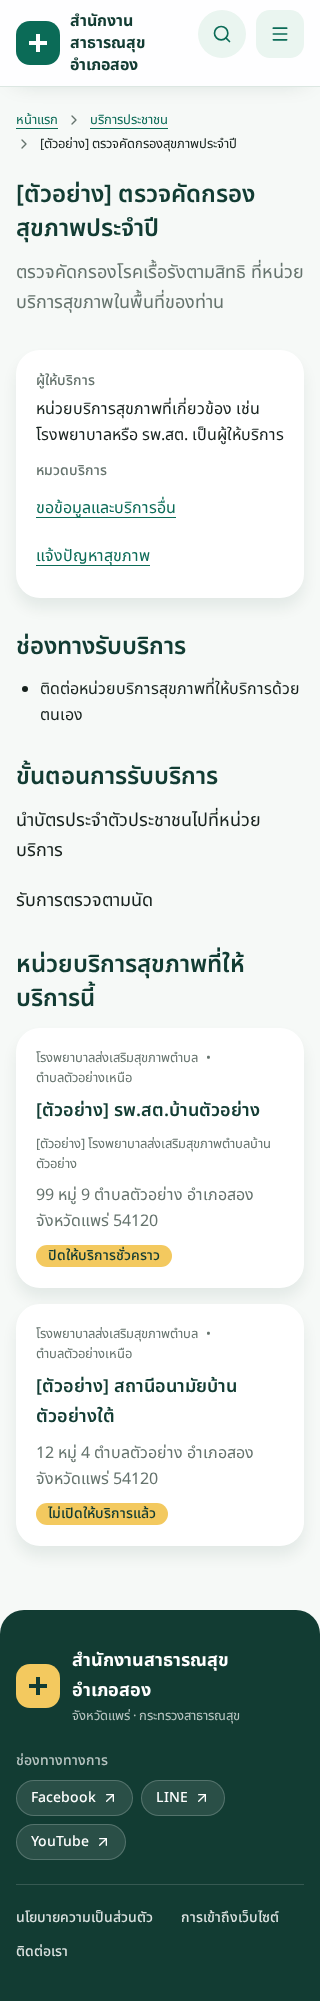 สำนักงาน
สาธารณสุข
อำเภอสอง
หน้าแรก > บริการประชาชน
> [ตัวอย่าง] ตรวจคัดกรองสุขภาพประจำปี
[ตัวอย่าง] ตรวจคัดกรอง
สุขภาพประจำปี
ตรวจคัดกรองโรคเรื้อรังตามสิทธิ ที่หน่วย
บริการสุขภาพในพื้นที่ของท่าน
ผู้ให้บริการ
หน่วยบริการสุขภาพที่เกี่ยวข้อง เช่น
โรงพยาบาลหรือ รพ.สต. เป็นผู้ให้บริการ
หมวดบริการ
ขอข้อมูลและบริการอื่น
แจ้งปัญหาสุขภาพ
ช่องทางรับบริการ
• ติดต่อหน่วยบริการสุขภาพที่ให้บริการด้วย
ตนเอง
ขั้นตอนการรับบริการ
นำบัตรประจำตัวประชาชนไปที่หน่วย
บริการ
รับการตรวจตามนัด
หน่วยบริการสุขภาพที่ให้
บริการนี้
โรงพยาบาลส่งเสริมสุขภาพตำบล •
ตำบลตัวอย่างเหนือ
[ตัวอย่าง] รพ.สต.บ้านตัวอย่าง
[ตัวอย่าง] โรงพยาบาลส่งเสริมสุขภาพตำบลบ้าน
ตัวอย่าง
99 หมู่ 9 ตำบลตัวอย่าง อำเภอสอง
จังหวัดแพร่ 54120
ปิดให้บริการชั่วคราว
โรงพยาบาลส่งเสริมสุขภาพตำบล •
ตำบลตัวอย่างเหนือ
[ตัวอย่าง] สถานีอนามัยบ้าน
ตัวอย่างใต้
12 หมู่ 4 ตำบลตัวอย่าง อำเภอสอง
จังหวัดแพร่ 54120
ไม่เปิดให้บริการแล้ว
สำนักงานสาธารณสุข
อำเภอสอง
จังหวัดแพร่ · กระทรวงสาธารณสุข
ช่องทางทางการ
Facebook LINE
YouTube
นโยบายความเป็นส่วนตัว การเข้าถึงเว็บไซต์
ติดต่อเรา